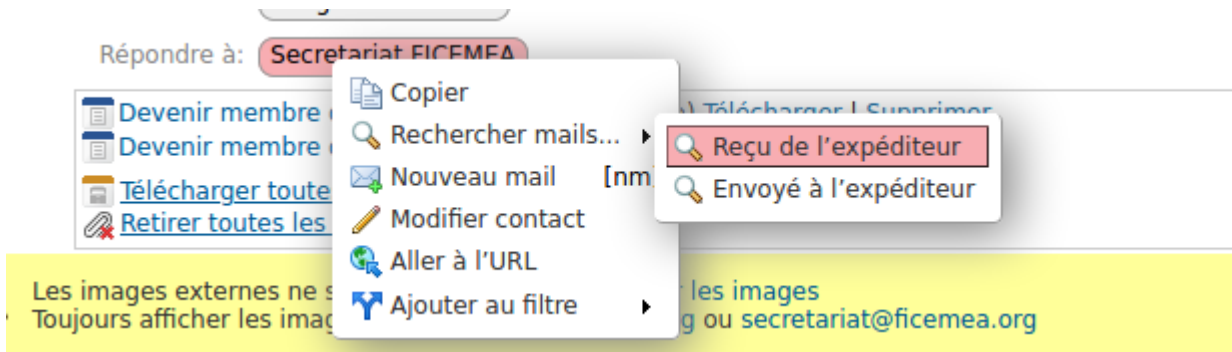 Répondre à: Secretariat FICEMEA
Copier
Devenir membre Télécharger | Supprimer
Rechercher mails... Reçu de l’expéditeur
Devenir membre
Nouveau mail [nm] Envoyé à l’expéditeur
Télécharger toute
Modifier contact
Retirer toutes les
Aller à l’URL
Les images externes ne les images
Ajouter au filtre
Toujours afficher les ou secretariat@ficemea.org